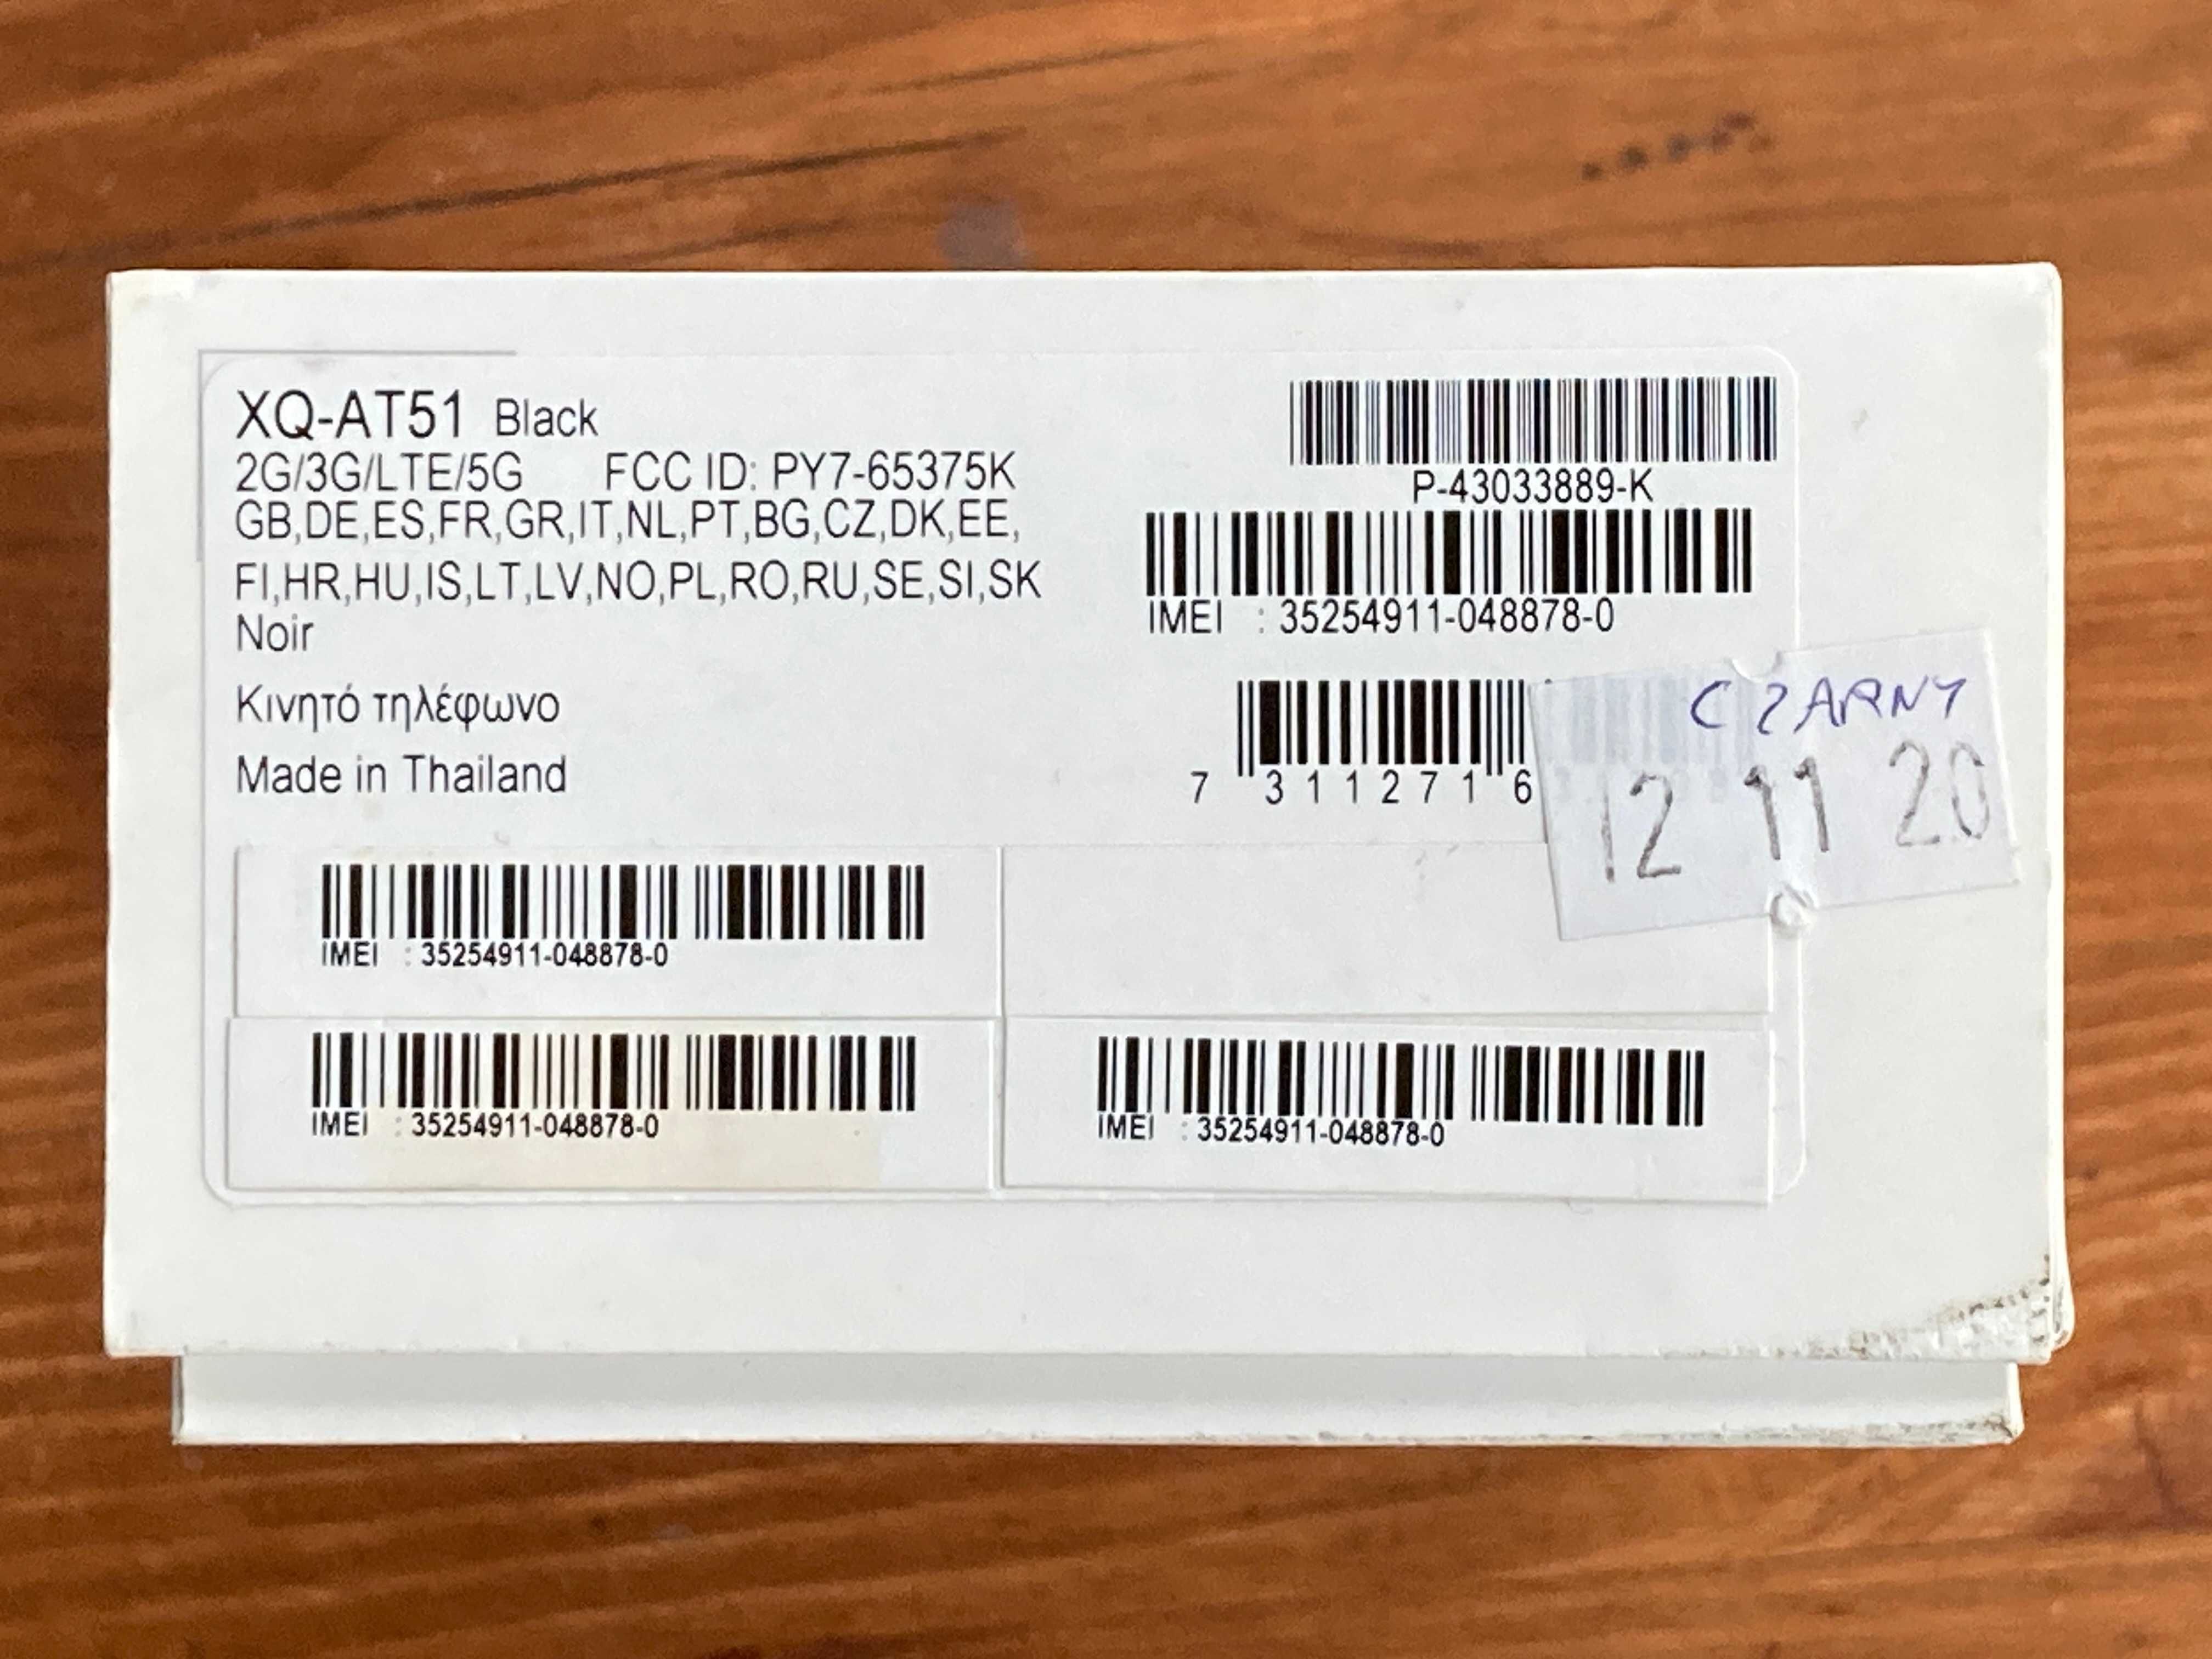 XQ-AT51 Black
2G/3G/LTE/5G FCC ID: PY7-65375K
GB,DE,ES,FR,GR,IT,NL,PT,BG,CZ,DK,EE,
FI,HR,HU,IS,LT,LV,NO,PL,RO,RU,SE,SI,SK
Noir
Κινητό τηλέφωνο
Made in Thailand
P-43033889-K
IMEI : 35254911-048878-0
7 311271 6
CZARNY
12 11 20
IMEI : 35254911-048878-0
IMEI : 35254911-048878-0
IMEI : 35254911-048878-0